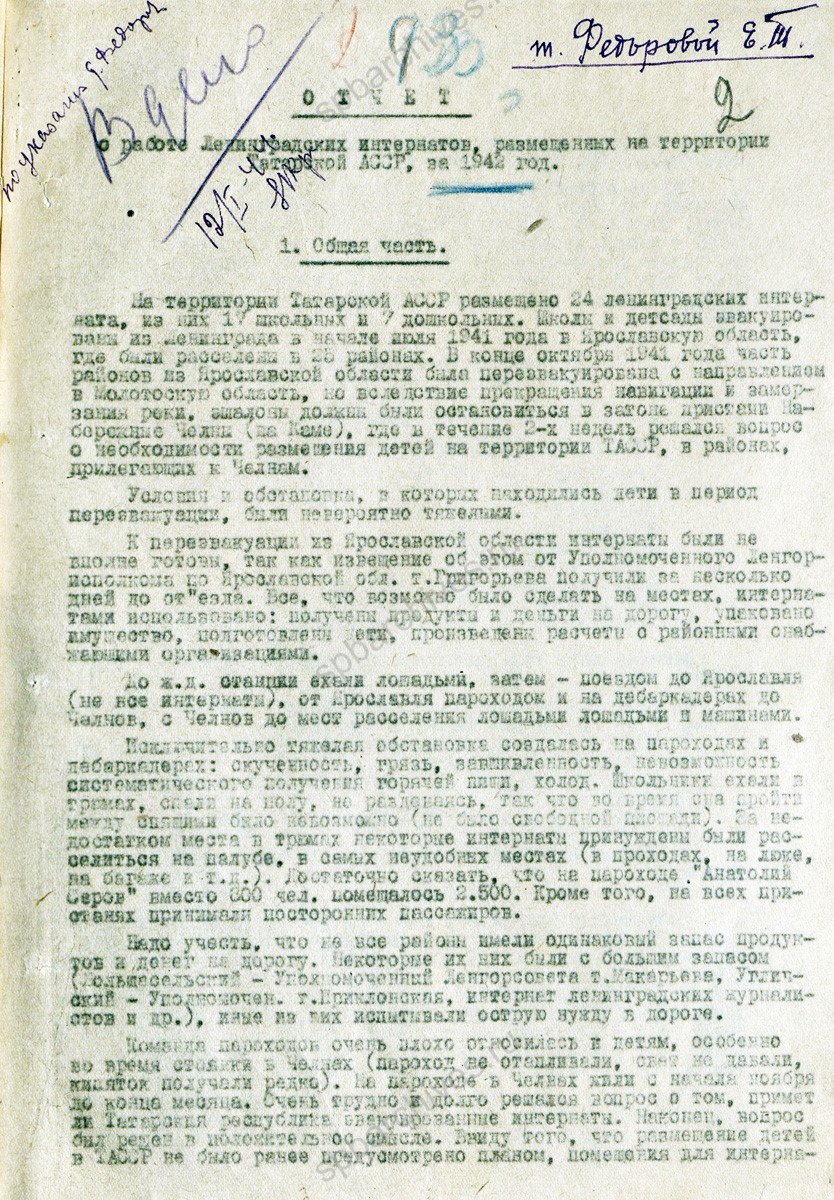 по указанию
т. Федоровой Е.Т.
В дело
93
2
12/I-4
ОТЧЕТ
о работе Ленинградских интернатов, размещенных на территории
Татарской АССР, за 1942 год.
1. Общая часть.
На территории Татарской АССР размещено 24 ленинградских интер-
ната, из них 17 школьных и 7 дошкольных. Школы и детсады эвакуиро-
ваны из Ленинграда в начале июля 1941 года в Ярославскую область,
где были расселены в 23 районах. В конце октября 1941 года часть
районов из Ярославской области была переэвакуирована с направлением
в Молотоскую область, но вследствие прекращения навигации и замер-
зания реки, эшалоны должны были остановиться в затоне пристани На-
бережные Челны (на Каме), где в течение 2-х недель решался вопрос
о необходимости размещения детей на территории ТАССР, в районах,
прилегающих к Челнам.
Условия и обстановка, в которых находились дети в период
переэвакуации, были невероятно тяжелыми.
К переэвакуации из Ярославской области интернаты были не
вполне готовы, так как извещение об этом от Уполномоченного Ленгор-
исполкома по Ярославской обл. т.Григорьева получили за несколько
дней до от"езда. Все, что возможно было сделать на местах, интерна-
тами использовано: получены продукты и деньги на дорогу, упаковано
имущество, подготовлены дети, произведены расчеты с районными снаб-
жающими организациями.
До ж.д. станции ехали лошадьми, затем - поездом до Ярославля
(не все интернаты), от Ярославля пароходом и на дебаркадерах до
Челнов, с Челнов до мест расселения лошадьми лошадьми и машинами.
Исключительно тяжелая обстановка создалась на пароходах и
дебаркадерах: скученность, грязь, завшивленность, невозможность
систематического получения горячей пищи, холод. Школьники ехали в
трюмах, спали на полу, не раздеваясь, так что во время сна пройти
между спящими было невозможно (не было свободной площади). За не-
достатком места в трюмах некоторые интернаты принуждены были рас-
селиться на палубе, в самых неудобных местах (в проходах, на люке,
на багаже и т.д.). Достаточно сказать, что на пароходе "Анатолий
Серов" вместо 800 чел. помещалось 2.500. Кроме того, на всех при-
станях принимали посторонних пассажиров.
Надо учесть, что не все районы имели одинаковый запас продук-
тов и денег на дорогу. Некоторые их них были с большим запасом
(Большесельский - Уполномоченный Ленгорсовета т.Макарьева, Углич-
ский - Уполномочен. т.Приклонская, интернат ленинградских журнали-
стов и др.), иные из них испытывали острую нужду в дороге.
Команда пароходов очень плохо относилась к детям, особенно
во время стоянки в Челнах (пароход не отапливали, свет не давали,
кипяток получали редко). На пароходе в Челнах жили с начала ноября
до конца месяца. Очень трудно и долго решался вопрос о том, примет
ли Татарская республика эвакуированные интернаты. Наконец, вопрос
был решен в положительном смысле. Ввиду того, что размещение детей
в ТАССР не было ранее предусмотрено планом, помещения для интерна-